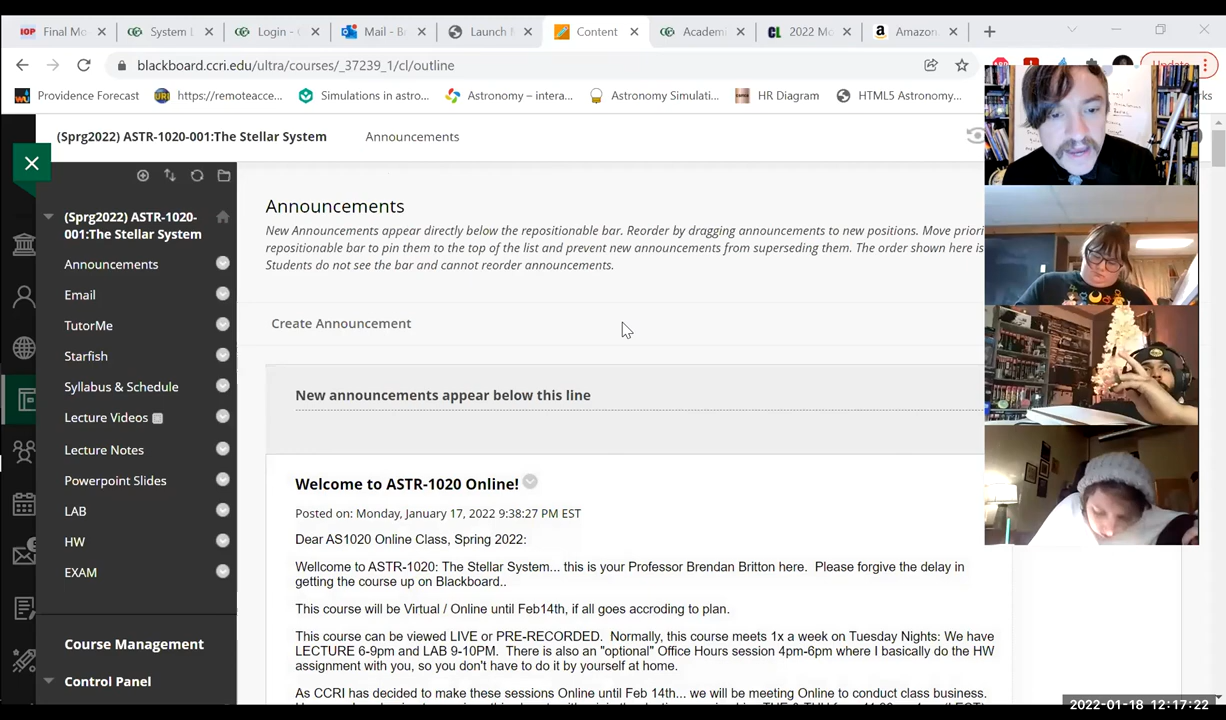 IOP Final Mo
System L
Login - C
Mail - B
Launch M
Content
Academi
CL 2022 Mo
Amazon
blackboard.ccri.edu/ultra/courses/_37239_1/cl/outline
Update
Providence Forecast
URI https://remoteacce...
Simulations in astro...
Astronomy – intera...
Astronomy Simulati...
HR Diagram
HTML5 Astronomy...
(Sprg2022) ASTR-1020-001:The Stellar System
Announcements
(Sprg2022) ASTR-1020-
001:The Stellar System
Announcements
Email
TutorMe
Starfish
Syllabus & Schedule
Lecture Videos
Lecture Notes
Powerpoint Slides
LAB
HW
EXAM
Course Management
Control Panel
Announcements
New Announcements appear directly below the repositionable bar. Reorder by dragging announcements to new positions. Move priori
repositionable bar to pin them to the top of the list and prevent new announcements from superseding them. The order shown here is
Students do not see the bar and cannot reorder announcements.
Create Announcement
New announcements appear below this line
Welcome to ASTR-1020 Online!
Posted on: Monday, January 17, 2022 9:38:27 PM EST
Dear AS1020 Online Class, Spring 2022:
Welcome to ASTR-1020: The Stellar System... this is your Professor Brendan Britton here. Please forgive the delay in
getting the course up on Blackboard..
This course will be Virtual / Online until Feb14th, if all goes accroding to plan.
This course can be viewed LIVE or PRE-RECORDED. Normally, this course meets 1x a week on Tuesday Nights: We have
LECTURE 6-9pm and LAB 9-10PM. There is also an "optional" Office Hours session 4pm-6pm where I basically do the HW
assignment with you, so you don't have to do it by yourself at home.
As CCRI has decided to make these sessions Online until Feb 14th... we will be meeting Online to conduct class business.
2022-01-18 12:17:22